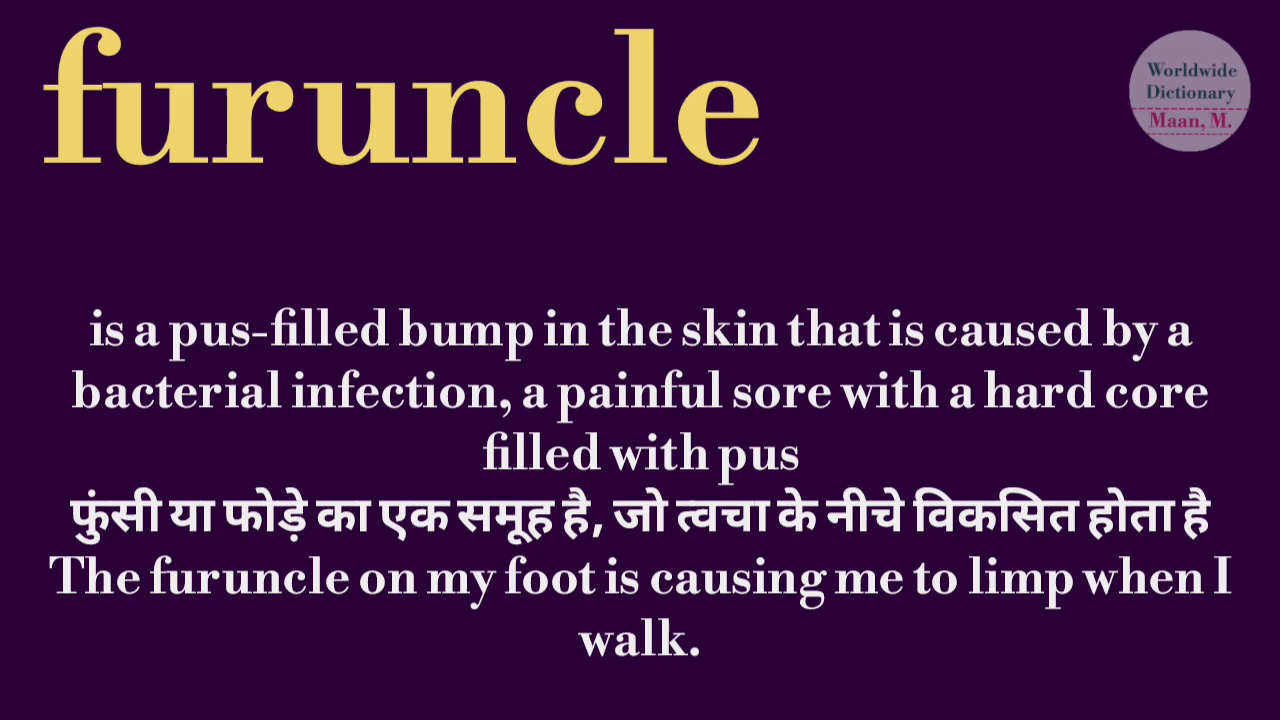 furuncle
Worldwide
Dictionary
Maan, M.
is a pus-filled bump in the skin that is caused by a
bacterial infection, a painful sore with a hard core
filled with pus
फुंसी या फोड़े का एक समूह है, जो त्वचा के नीचे विकसित होता है
The furuncle on my foot is causing me to limp when I
walk.